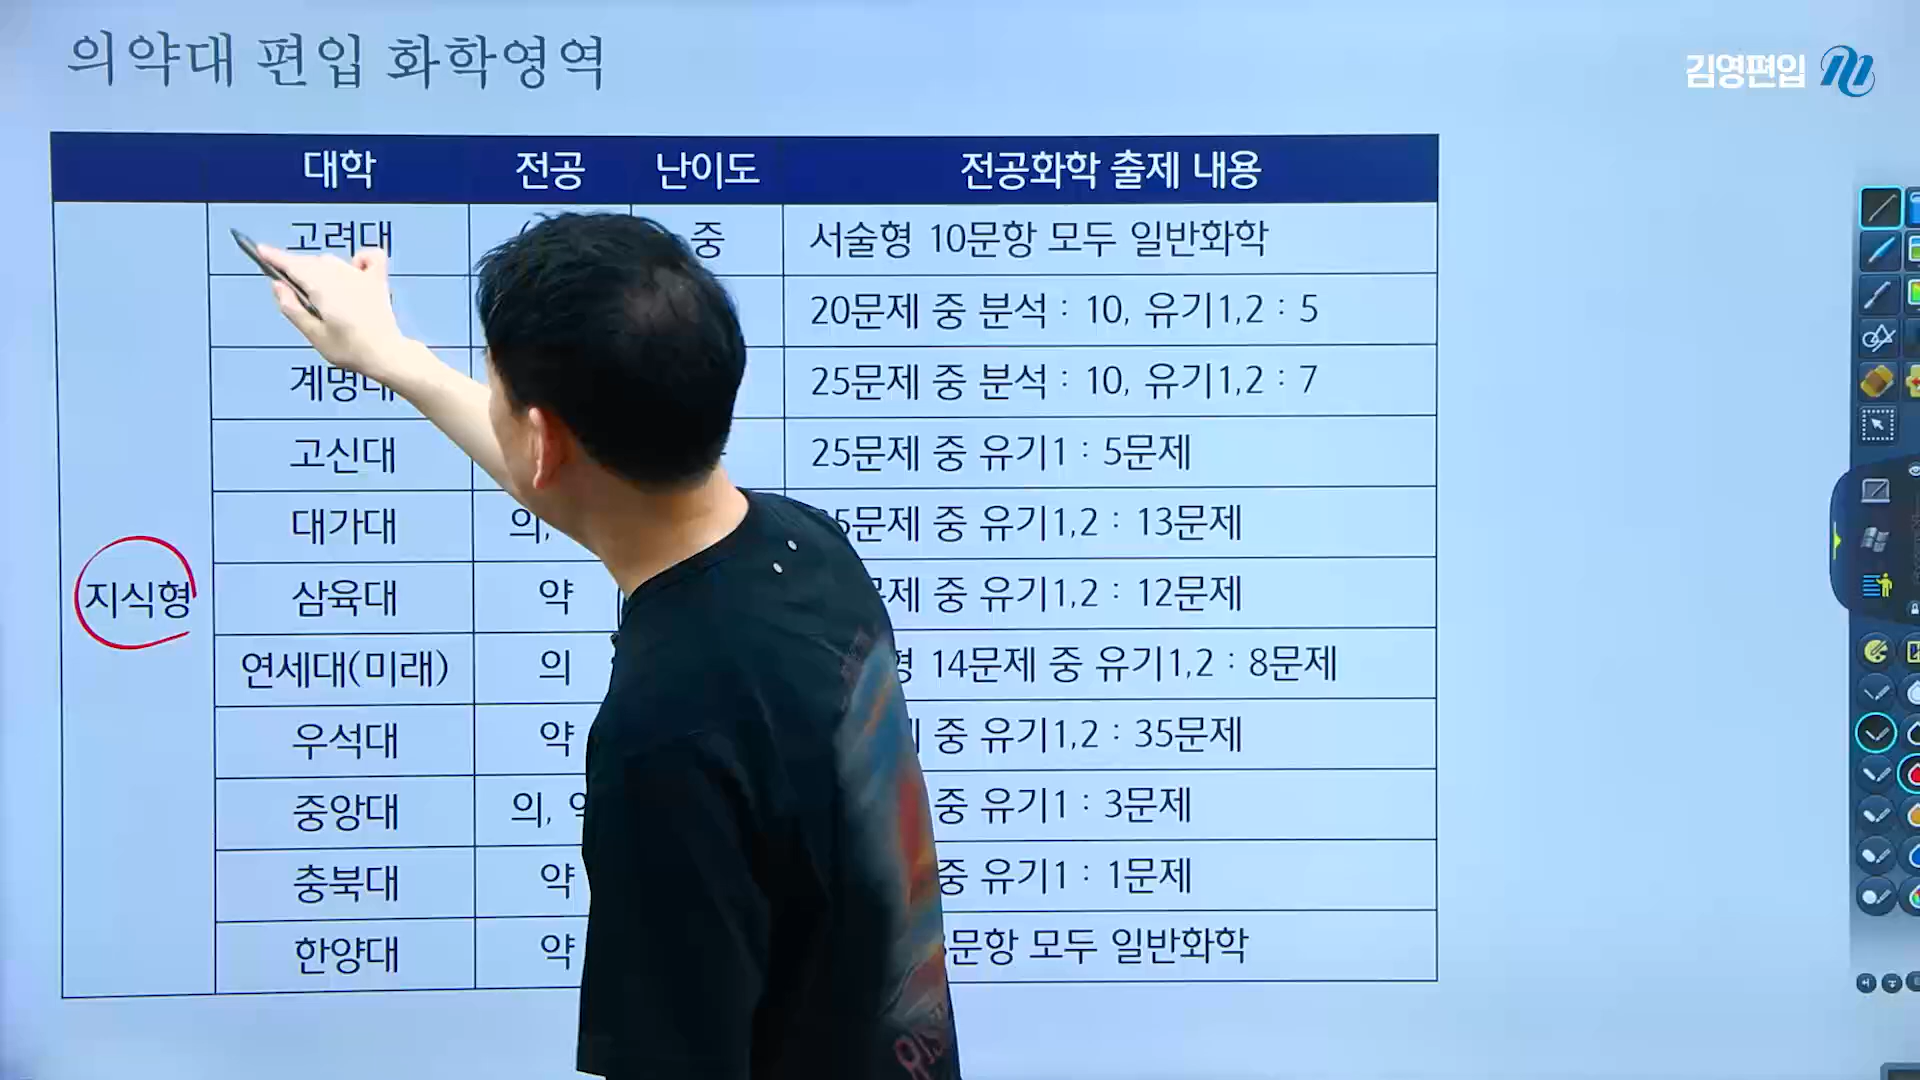 의약대 편입 화학영역
김영편입
대학 전공 난이도 전공화학 출제 내용
고려대 중 서술형 10문항 모두 일반화학
20문제 중 분석 : 10, 유기1,2 : 5
계명대 25문제 중 분석 : 10, 유기1,2 : 7
고신대 25문제 중 유기1 : 5문제
대가대 의, 5문제 중 유기1,2 : 13문제
지식형
삼육대 약 중 유기1,2 : 12문제
연세대(미래) 의 14문제 중 유기1,2 : 8문제
우석대 약 중 유기1,2 : 35문제
중앙대 의, 중 유기1 : 3문제
충북대 약 중 유기1 : 1문제
한양대 약 문항 모두 일반화학